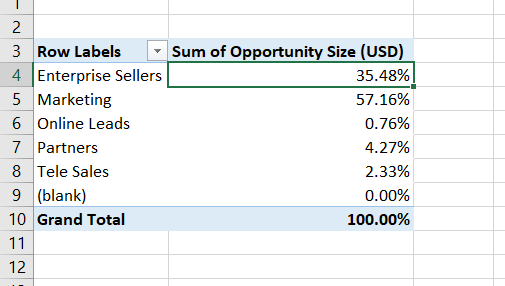 1
2
3 Row Labels Sum of Opportunity Size (USD)
4 Enterprise Sellers 35.48%
5 Marketing 57.16%
6 Online Leads 0.76%
7 Partners 4.27%
8 Tele Sales 2.33%
9 (blank) 0.00%
10 Grand Total 100.00%
11
12